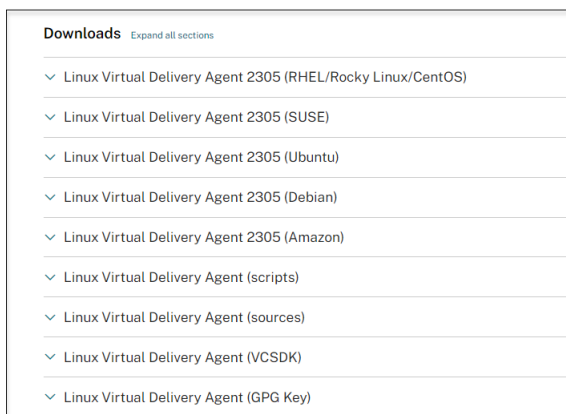 Downloads Expand all sections
Linux Virtual Delivery Agent 2305 (RHEL/Rocky Linux/CentOS)
Linux Virtual Delivery Agent 2305 (SUSE)
Linux Virtual Delivery Agent 2305 (Ubuntu)
Linux Virtual Delivery Agent 2305 (Debian)
Linux Virtual Delivery Agent 2305 (Amazon)
Linux Virtual Delivery Agent (scripts)
Linux Virtual Delivery Agent (sources)
Linux Virtual Delivery Agent (VCSDK)
Linux Virtual Delivery Agent (GPG Key)